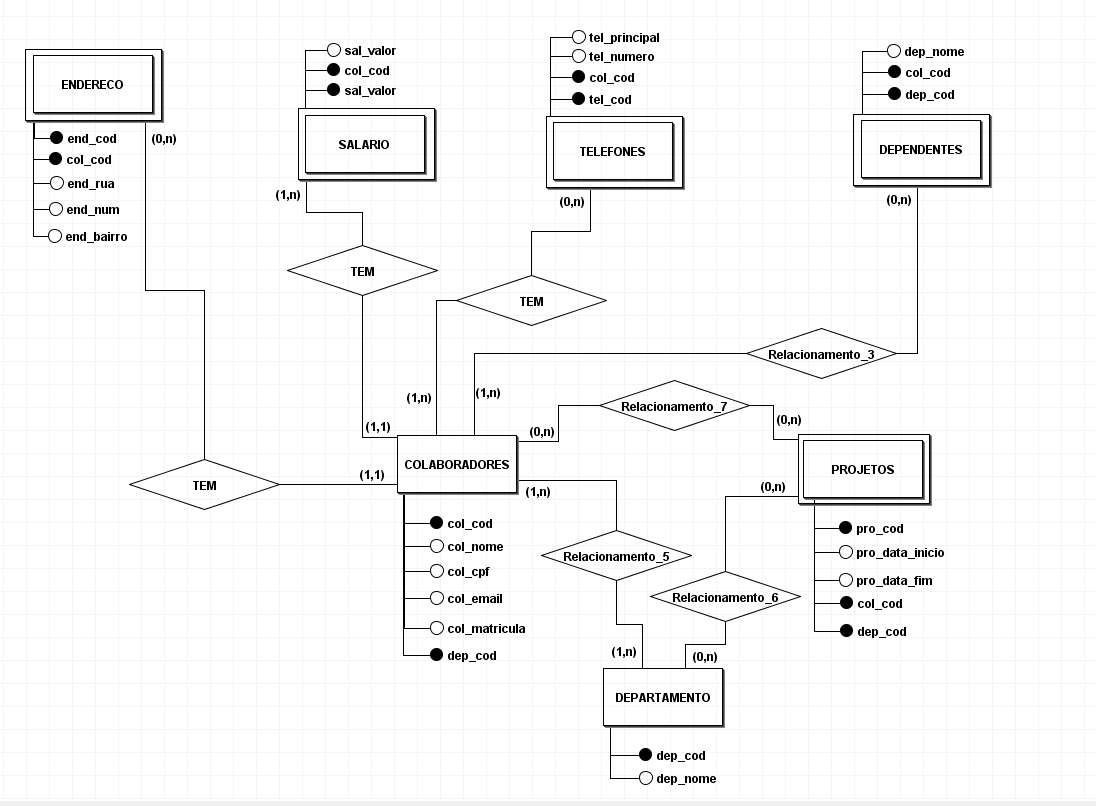 ENDERECO
end_cod
(0,n)
col_cod
end_rua
end_num
end_bairro
sal_valor
col_cod
sal_valor
SALARIO
(1,n)
TEM
(1,1)
tel_principal
tel_numero
col_cod
tel_cod
TELEFONES
(0,n)
TEM
(1,n)
dep_nome
col_cod
dep_cod
DEPENDENTES
(0,n)
Relacionamento_3
(1,n)
Relacionamento_7
(0,n)
(0,n)
TEM
(1,1)
COLABORADORES
(1,n)
col_cod
col_nome
col_cpf
col_email
col_matricula
dep_cod
PROJETOS
(0,n)
pro_cod
pro_data_inicio
pro_data_fim
col_cod
dep_cod
Relacionamento_5
Relacionamento_6
(1,n)
(0,n)
DEPARTAMENTO
dep_cod
dep_nome